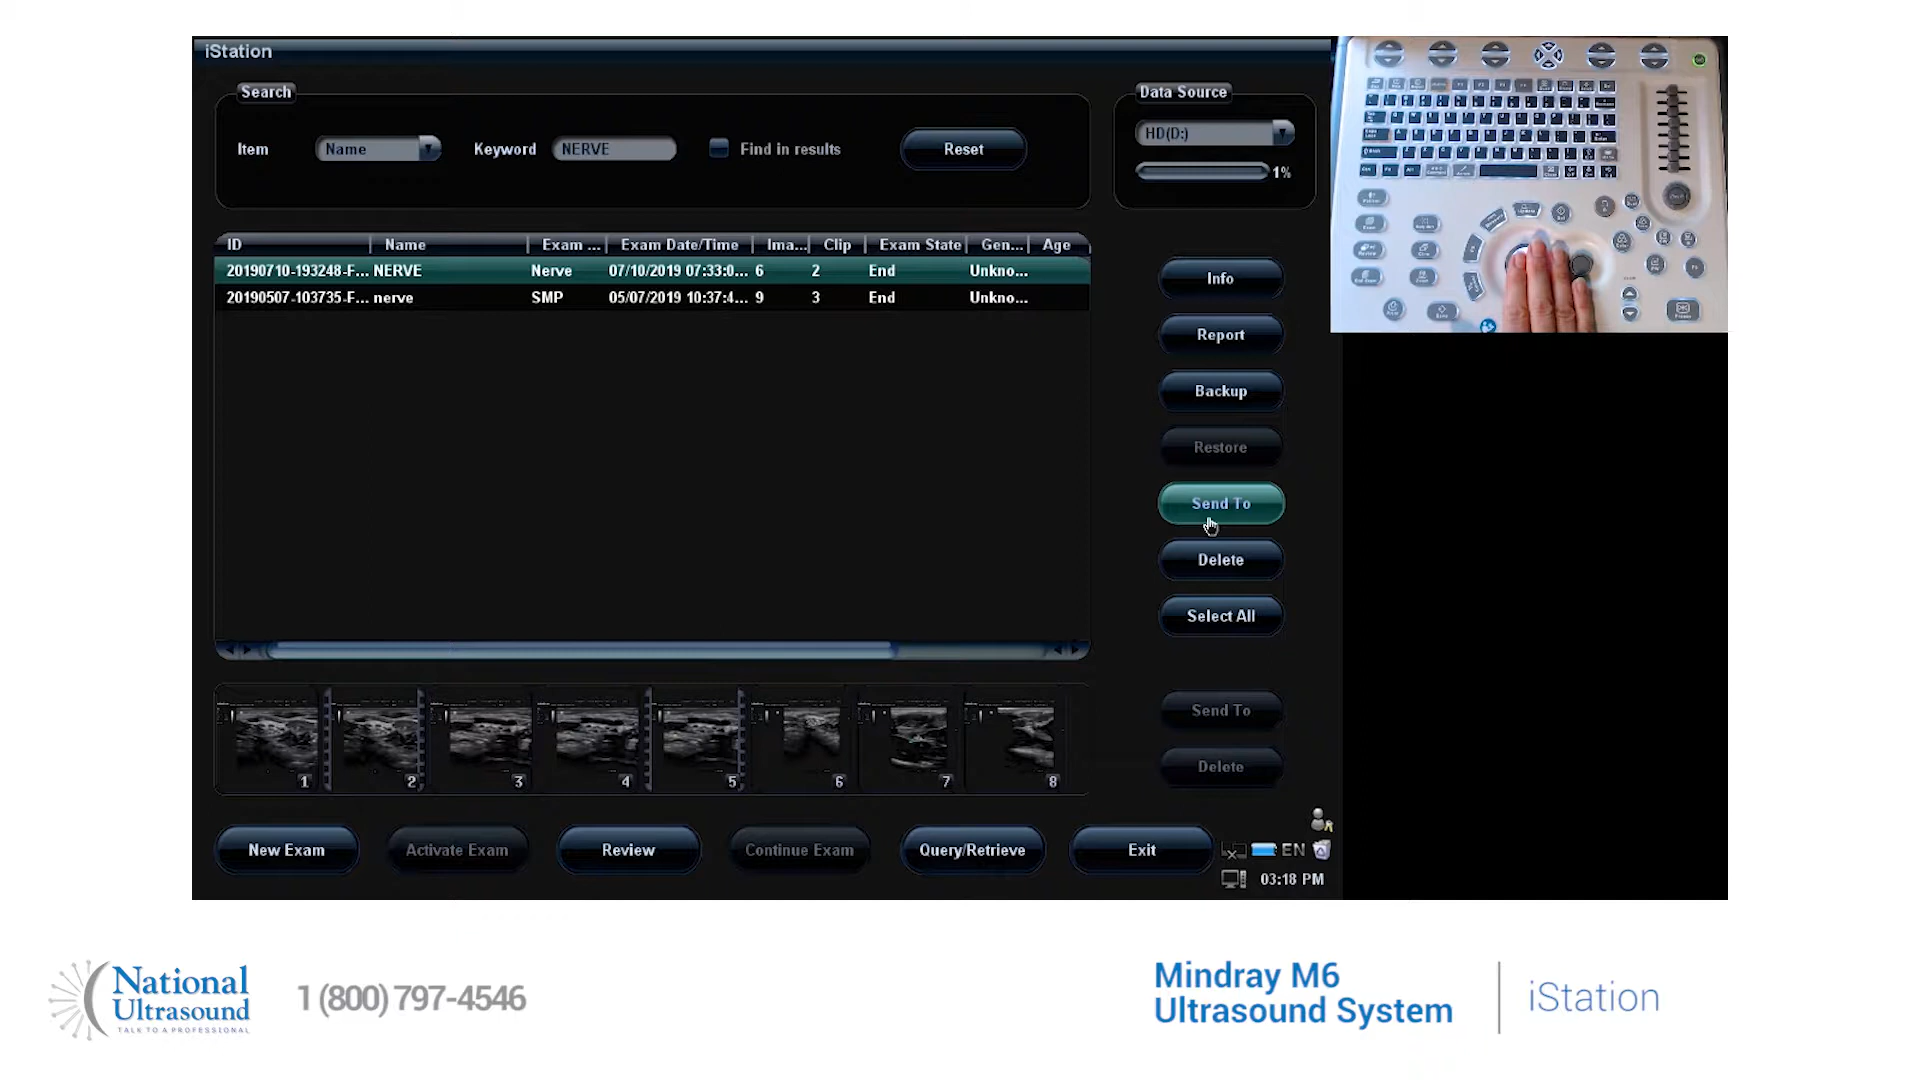 iStation
Search
Item Name Keyword NERVE Find in results Reset
Data Source
HD(D:)
1%
ID Name Exam ... Exam Date/Time Ima... Clip Exam State Gen... Age
20190710-193248-F... NERVE Nerve 07/10/2019 07:33:0... 6 2 End Unkno...
20190507-103735-F... nerve SMP 05/07/2019 10:37:4... 9 3 End Unkno...
Info
Report
Backup
Restore
Send To
Delete
Select All
1 2 3 4 5 6 7 8
Send To
Delete
New Exam Activate Exam Review Continue Exam Query/Retrieve Exit EN
03:18 PM
National
Ultrasound
TALK TO A PROFESSIONAL
1 (800) 797-4546
Mindray M6
Ultrasound System
iStation